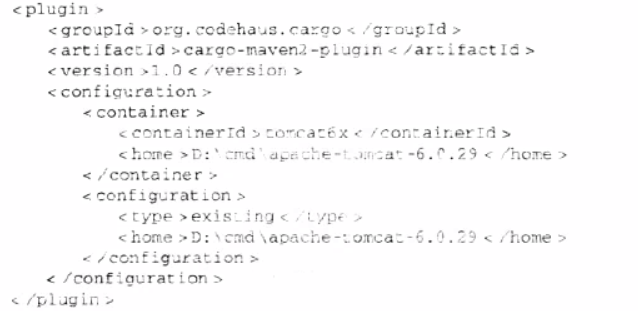 <plugin>
<groupId>org.codehaus.cargo</groupId>
<artifactId>cargo-maven2-plugin</artifactId>
<version>1.0</version>
<configuration>
<container>
<containerId>tomcat6x</containerId>
<home>D:\cmd\apache-tomcat-6.0.29</home>
</container>
<configuration>
<type>existing</type>
<home>D:\cmd\apache-tomcat-6.0.29</home>
</configuration>
</configuration>
</plugin>